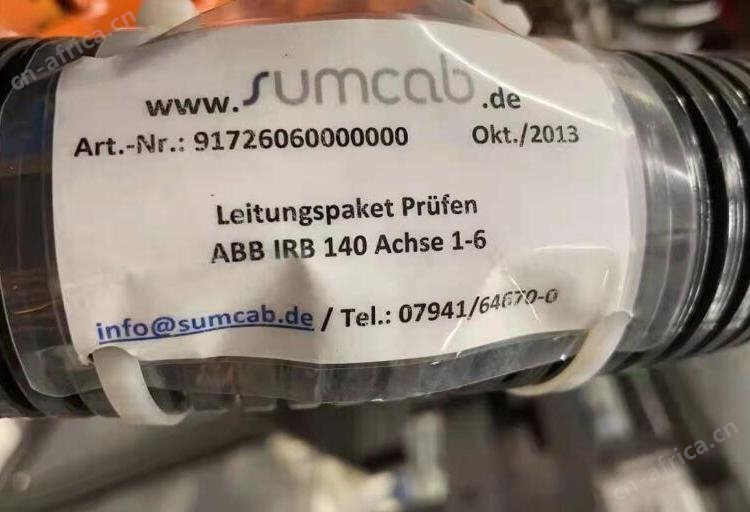 cn-africa.cn
www.sumcab.de
Art.-Nr.: 91726060000000 Okt./2013
Leitungspaket Prüfen
ABB IRB 140 Achse 1-6
info@sumcab.de / Tel.: 07941/64670-0
cn-africa.cn